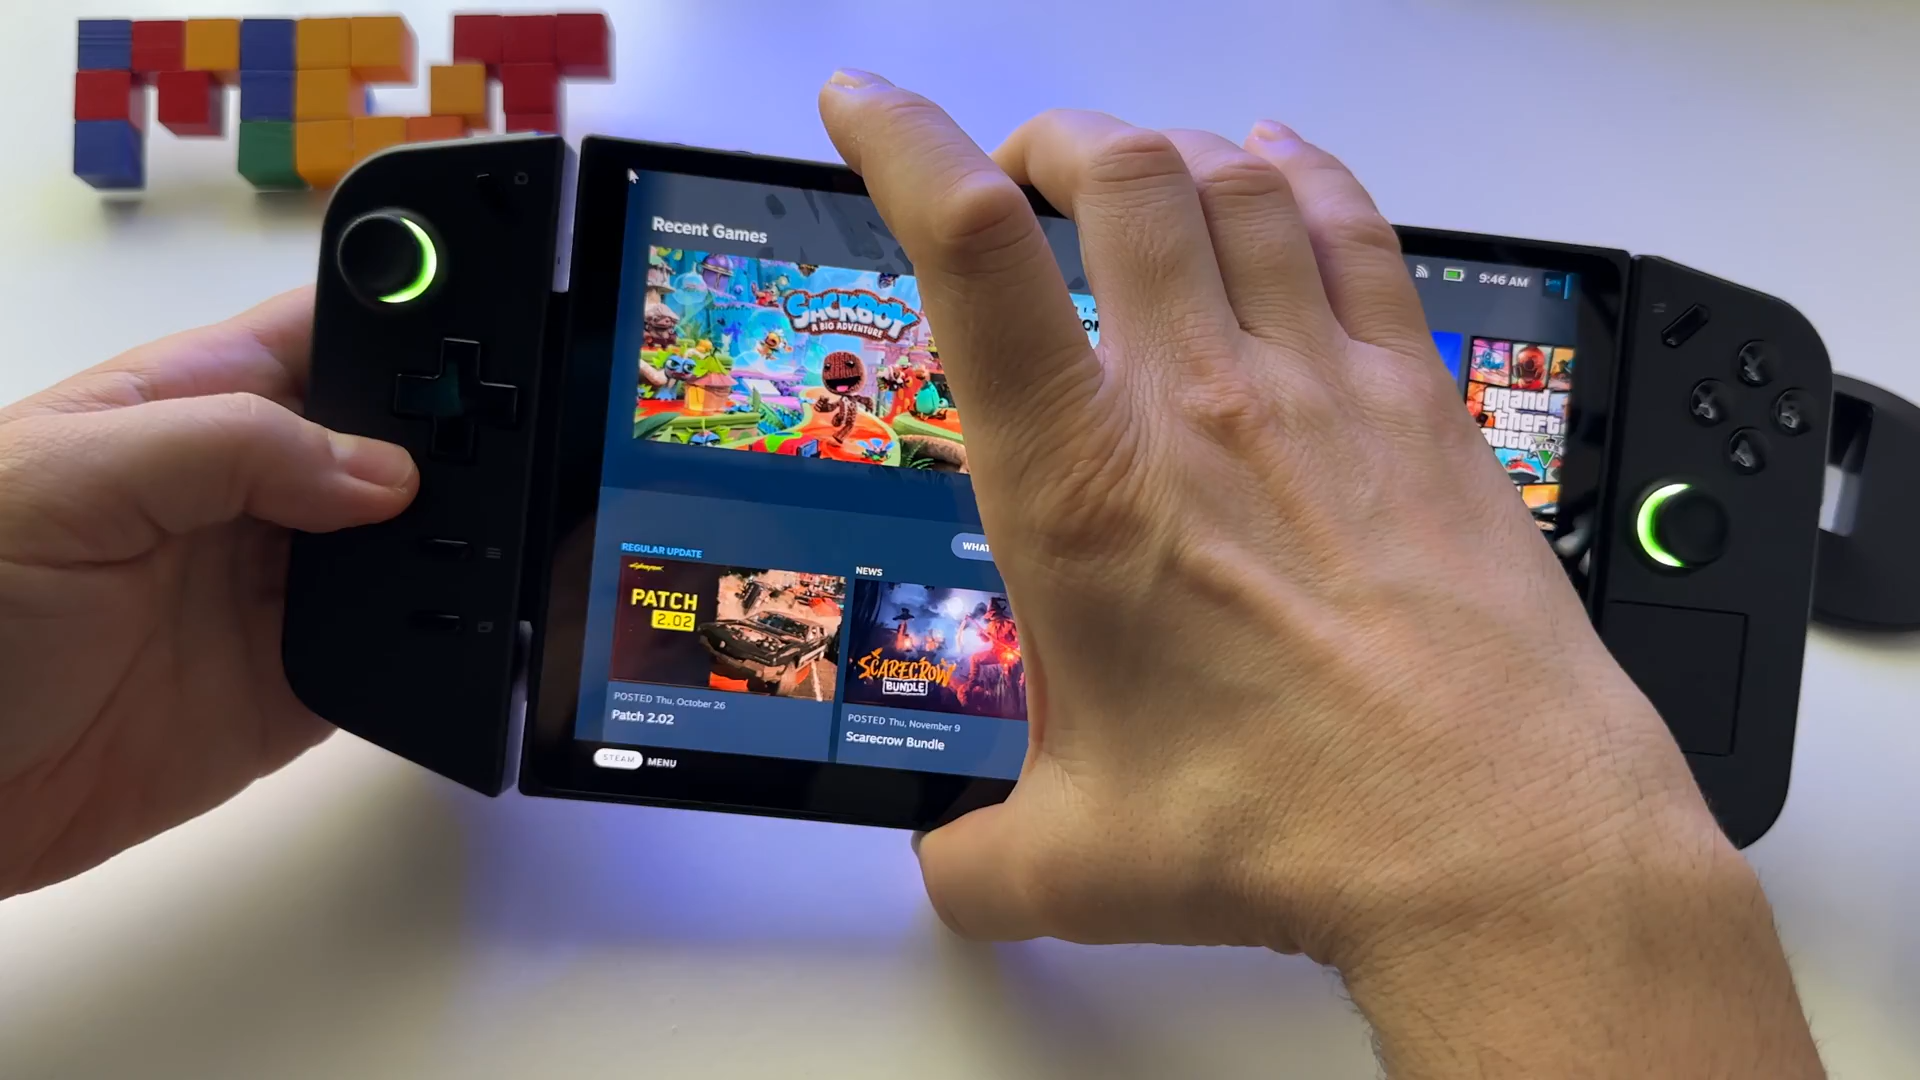 Recent Games
9:46 AM
SACKBOY
A BIG ADVENTURE
grand
theft
auto
V
WHAT
REGULAR UPDATE
NEWS
PATCH
2.02
SCARECROW
BUNDLE
POSTED Thu, October 26
Patch 2.02
POSTED Thu, November 9
Scarecrow Bundle
STEAM MENU